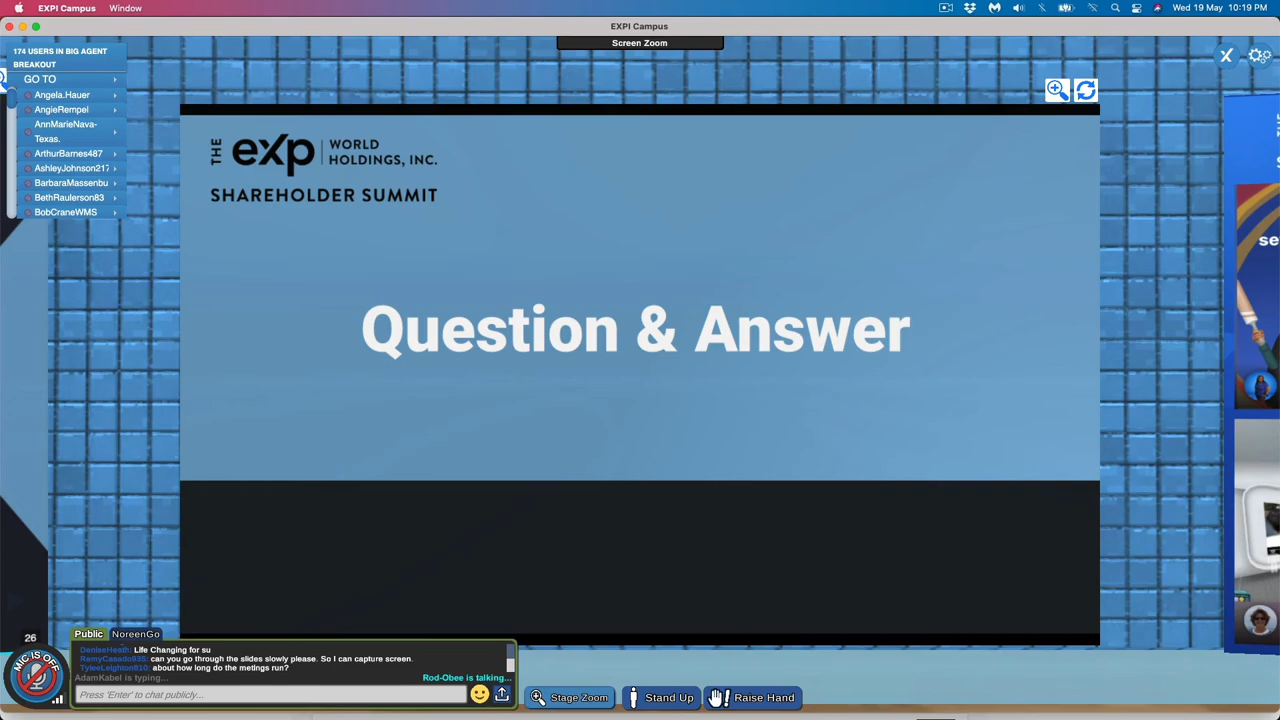 EXPI Campus Window
Wed 19 May 10:19 PM
EXPI Campus
Screen Zoom
174 USERS IN BIG AGENT
BREAKOUT
GO TO
Angela.Hauer
AngieRempel
AnnMarieNava-
Texas.
ArthurBarnes487
AshleyJohnson217
BarbaraMassenbu
BethRaulerson83
BobCraneWMS
X
THE exp WORLD
HOLDINGS, INC.
SHAREHOLDER SUMMIT
Question & Answer
se
26
MIC IS OFF
Public NoreenGo
DeniseHeath: Life Changing for su
RemyCasado995: can you go through the slides slowly please. So I can capture screen.
TyleeLeighton810: about how long do the metings run?
AdamKabel is typing... Rod-Obee is talking...
Press 'Enter' to chat publicly...
Stage Zoom
Stand Up
Raise Hand